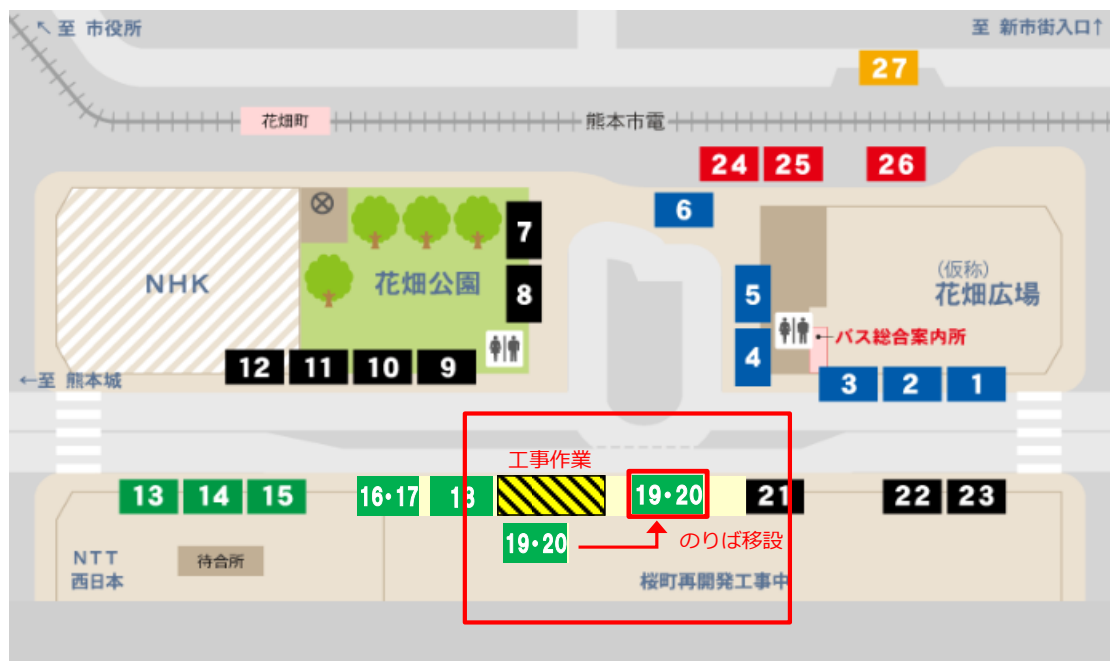 ↖至 市役所
至 新市街入口↑
27
花畑町
熊本市電
24
25
26
6
7
8
NHK
花畑公園
5
4
(仮称)
花畑広場
バス総合案内所
←至 熊本城
12
11
10
9
3
2
1
工事作業
13
14
15
16・17
18
19・20
21
22
23
19・20
のりば移設
NTT
西日本
待合所
桜町再開発工事中